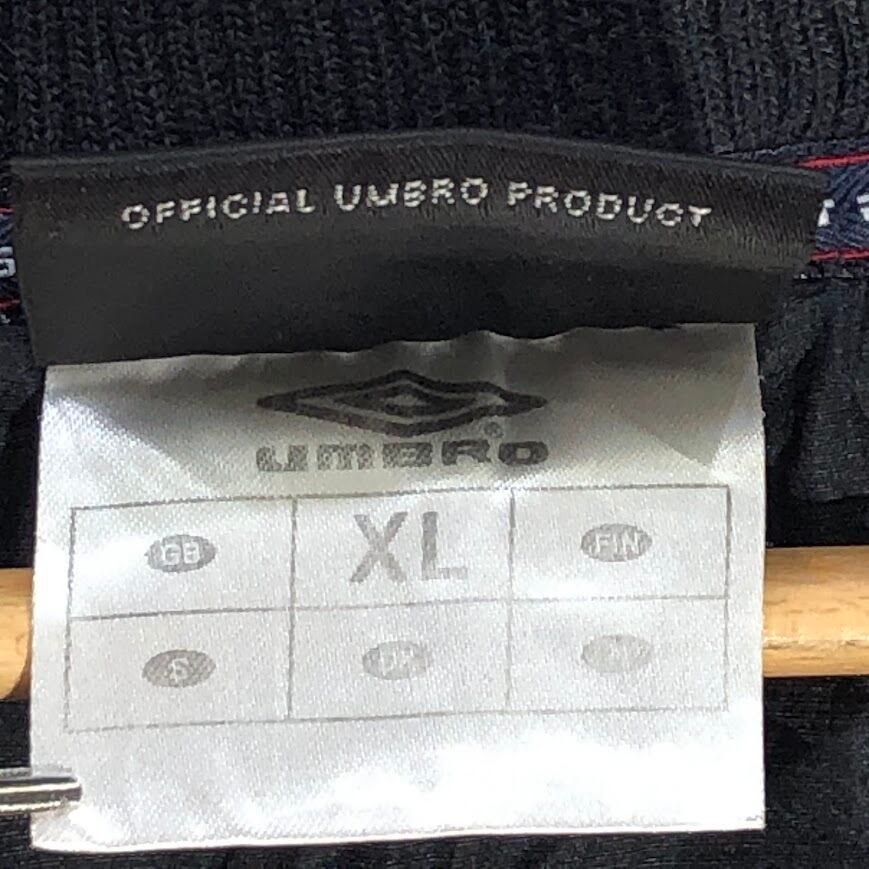 OFFICIAL UMBRO PRODUCT
UMBRO®
GB XL FIN
S DK